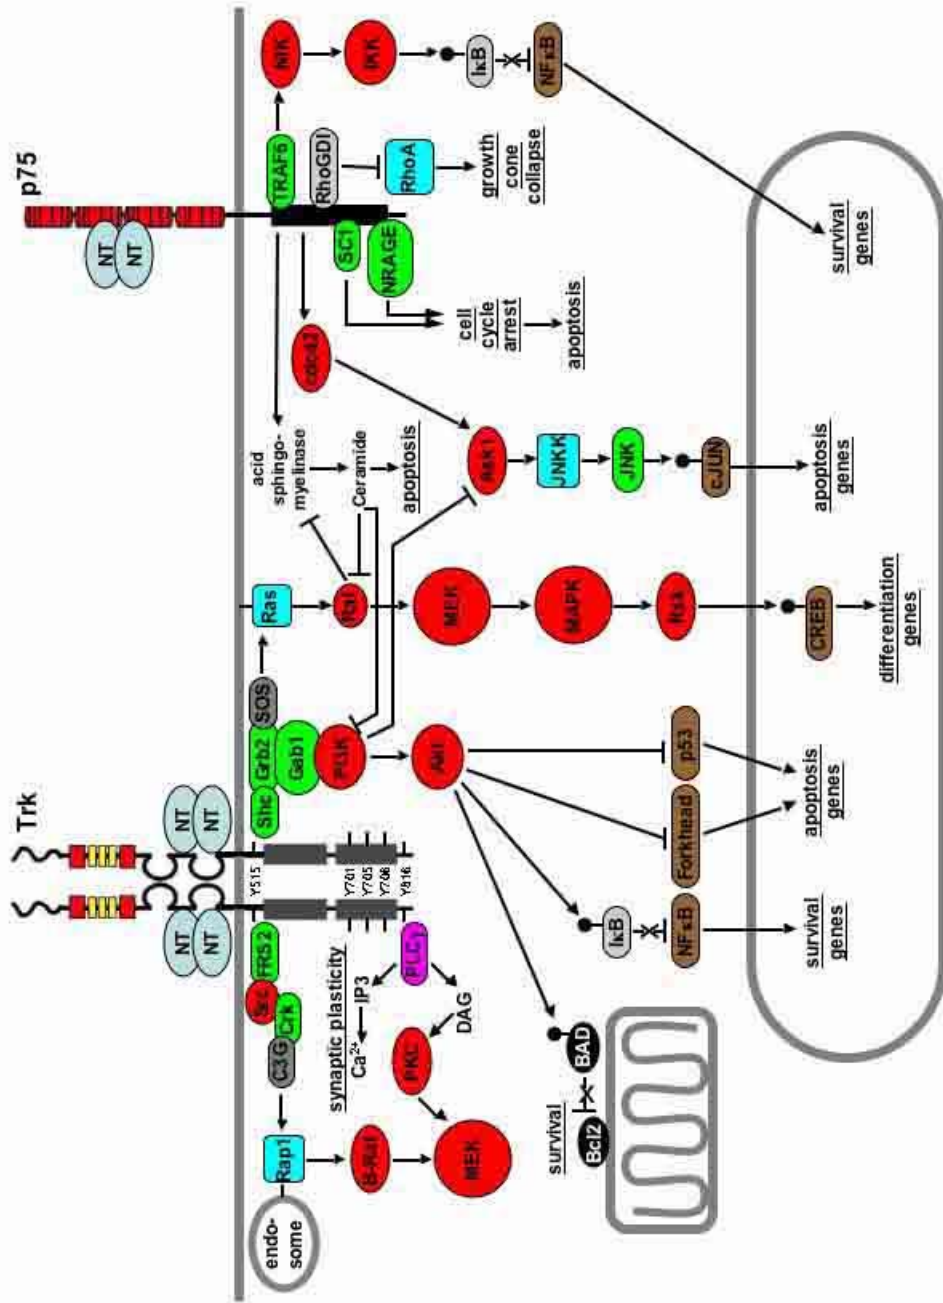 Trk
p75
NT
NT
NT
NT
NT
NT
endo-
some
Rap1
C3G
Crk
Src
FRS2
Y515
Shc
Grb2
SOS
Ras
Gab1
PI3K
Raf
acid
sphingo-
myelinase
Ceramide
apoptosis
cdc42
TRAF6
NIK
RhoGDI
SC1
NRAGE
IKK
RhoA
growth
cone
collapse
B-Raf
synaptic plasticity
Ca2+
IP3
PLCγ
DAG
PKC
Y701
Y705
Y706
Y816
MEK
Akt
MEK
MAPK
Rsk
ASK1
JNKK
JNK
cJUN
cell
cycle
arrest
apoptosis
IκB
NFκB
survival
Bcl2
BAD
IκB
NFκB
Forkhead
p53
CREB
survival
genes
apoptosis
genes
differentiation
genes
apoptosis
genes
survival
genes